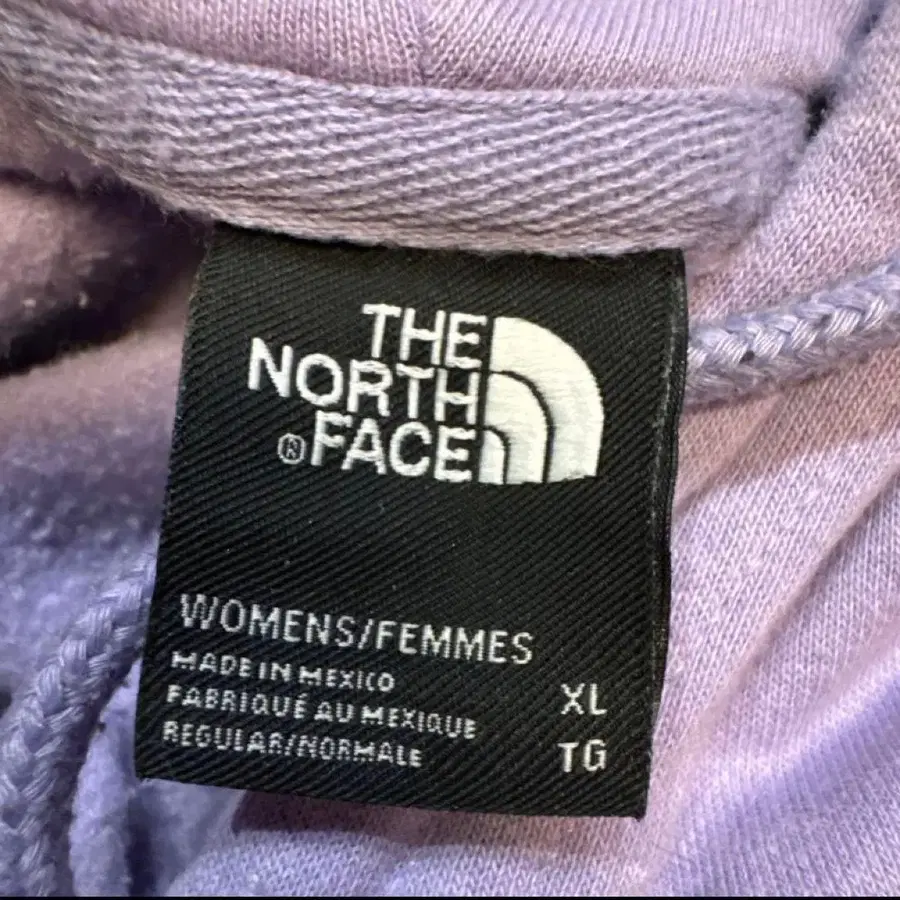 THE
NORTH
®FACE
WOMENS/FEMMES
MADE IN MEXICO
FABRIQUÉ AU MEXIQUE
REGULAR/NORMALE
XL
TG